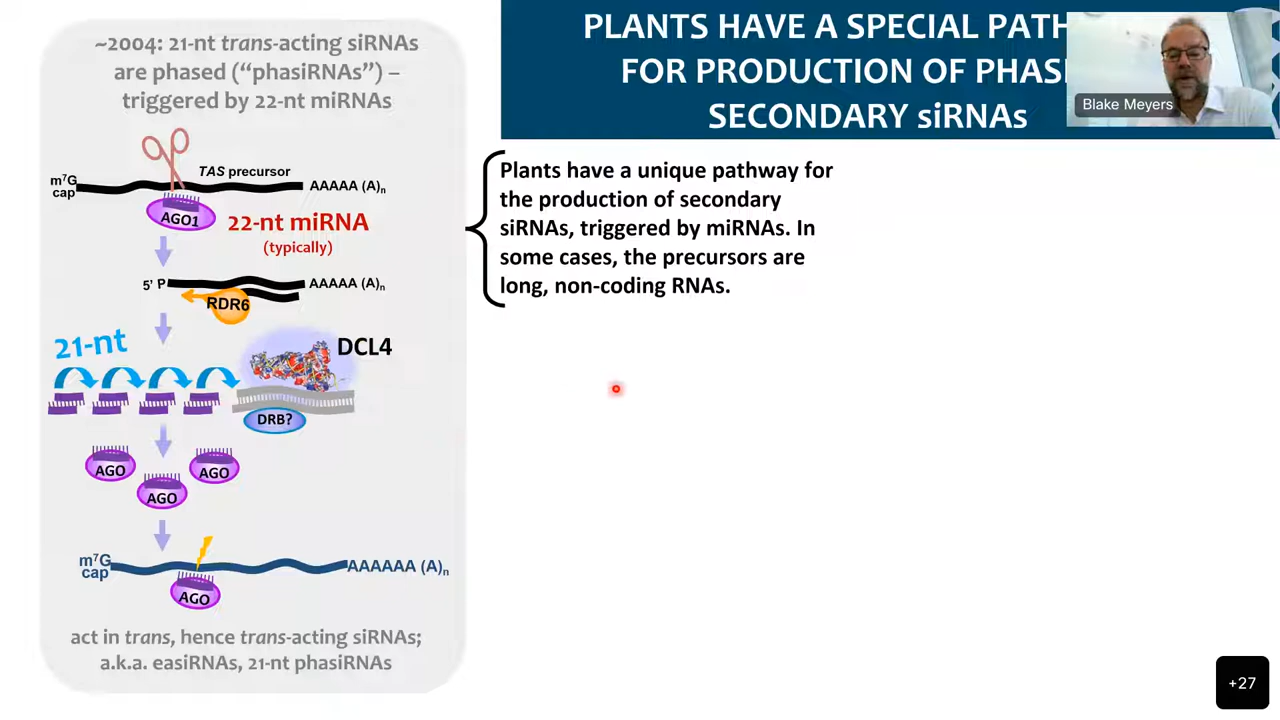 ~2004: 21-nt trans-acting siRNAs
are phased (“phasiRNAs”) –
triggered by 22-nt miRNAs
TAS precursor
m⁷G
cap
AAAAA (A)ₙ
AGO1
22-nt miRNA
(typically)
5' P
AAAAA (A)ₙ
RDR6
21-nt
DCL4
DRB?
AGO
AGO
AGO
m⁷G
cap
AAAAAA (A)ₙ
AGO
act in trans, hence trans-acting siRNAs;
a.k.a. easiRNAs, 21-nt phasiRNAs
PLANTS HAVE A SPECIAL PATH
FOR PRODUCTION OF PHAS
SECONDARY siRNAs
Blake Meyers
Plants have a unique pathway for
the production of secondary
siRNAs, triggered by miRNAs. In
some cases, the precursors are
long, non-coding RNAs.
+27